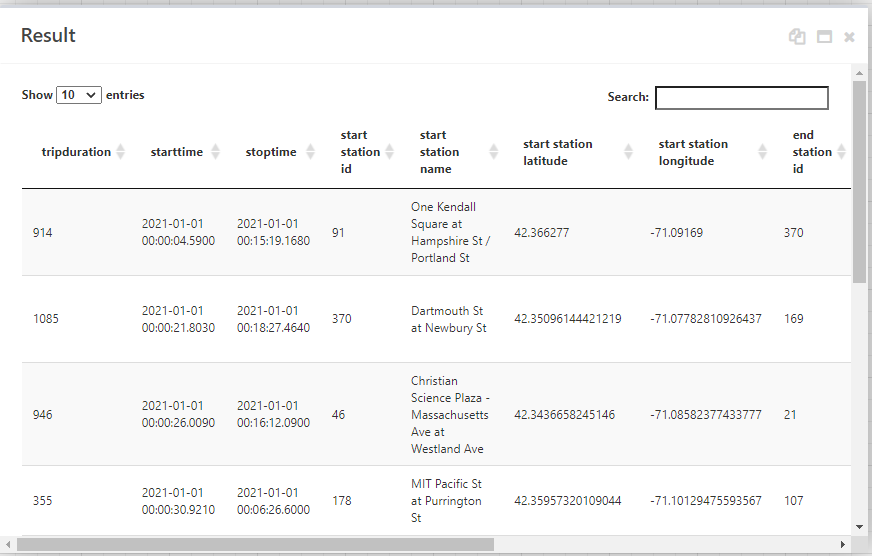 Result
Show 10 entries
Search:
tripduration starttime stoptime start station id start station name start station latitude start station longitude end station id
914 2021-01-01 00:00:04.5900 2021-01-01 00:15:19.1680 91 One Kendall Square at Hampshire St / Portland St 42.366277 -71.09169 370
1085 2021-01-01 00:00:21.8030 2021-01-01 00:18:27.4640 370 Dartmouth St at Newbury St 42.35096144421219 -71.07782810926437 169
946 2021-01-01 00:00:26.0090 2021-01-01 00:16:12.0900 46 Christian Science Plaza - Massachusetts Ave at Westland Ave 42.3436658245146 -71.08582377433777 21
355 2021-01-01 00:00:30.9210 2021-01-01 00:06:26.6000 178 MIT Pacific St at Purrington St 42.35957320109044 -71.10129475593567 107